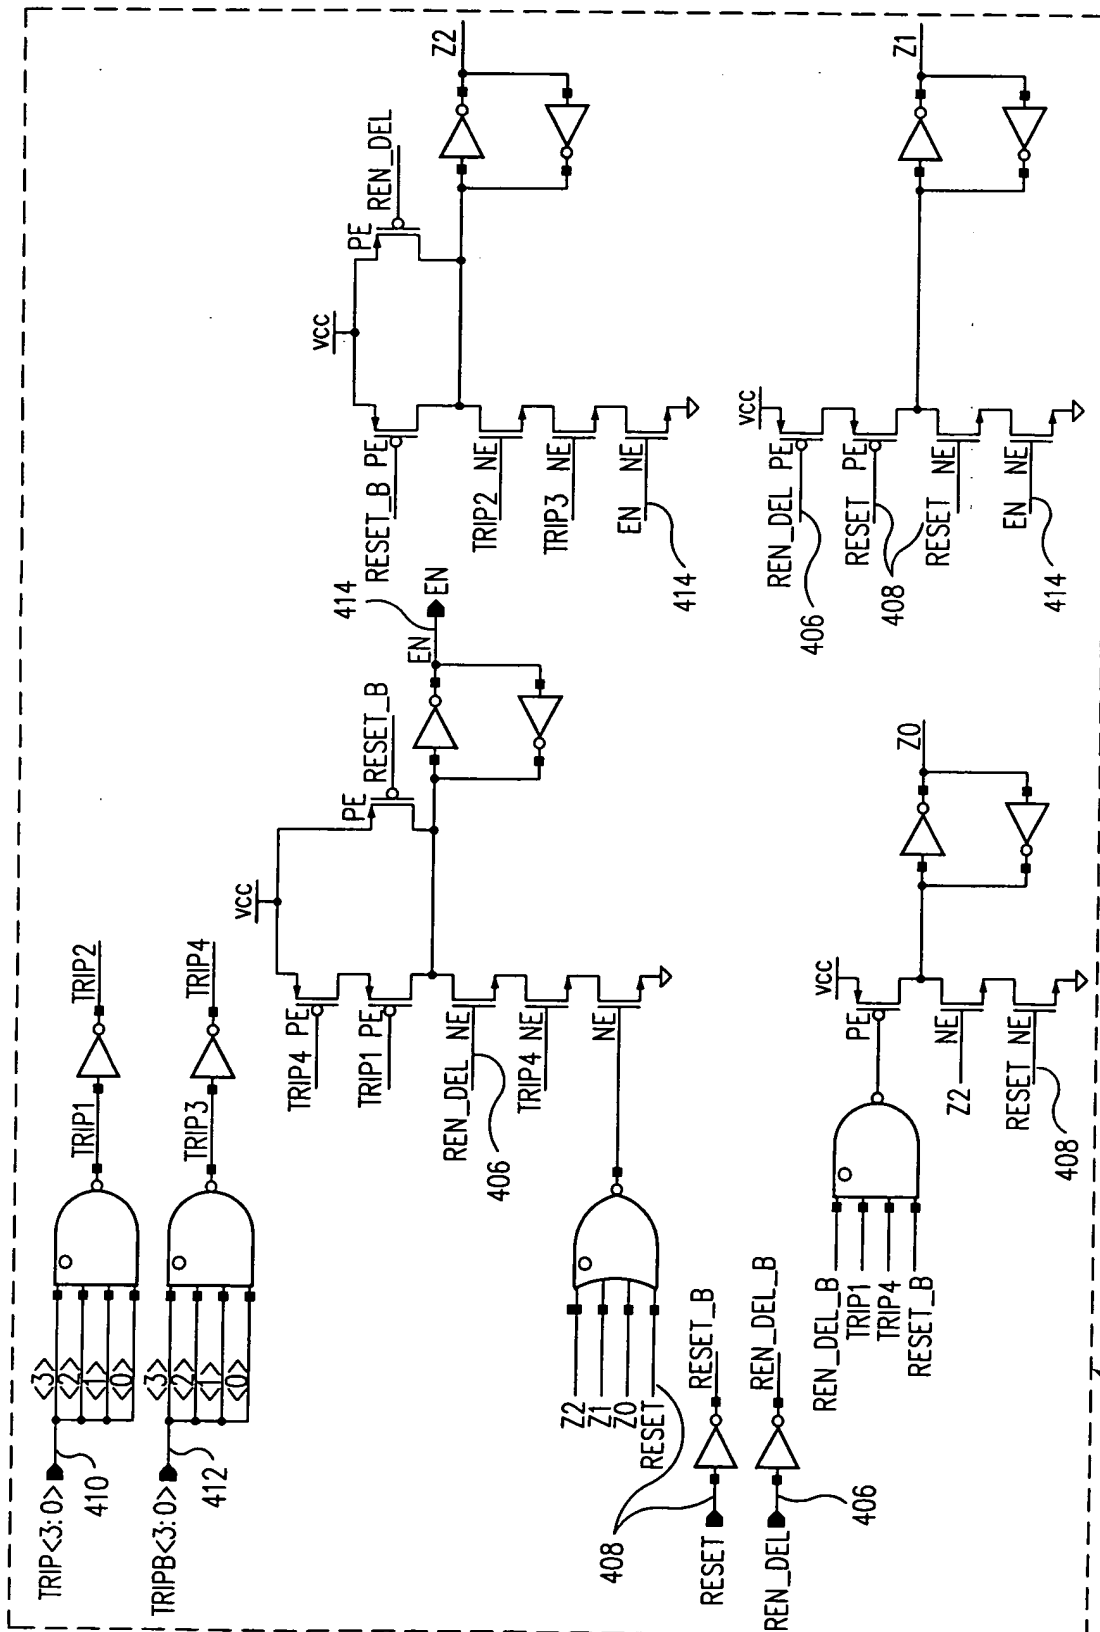 TRIP<3:0>
410
<3>
<2>
<1>
<0>
TRIP1
TRIP2
TRIPB<3:0>
412
<3>
<2>
<1>
<0>
TRIP3
TRIP4
VCC
TRIP4 PE
TRIP1 PE
REN_DEL NE
406
TRIP4 NE
NE
PE
RESET_B
EN
414
EN
Z2
Z1
Z0
RESET
408
RESET
RESET_B
REN_DEL
406
REN_DEL_B
VCC
RESET_B PE
PE
REN_DEL
TRIP2 NE
TRIP3 NE
EN NE
414
Z2
REN_DEL_B
TRIP1
TRIP4
RESET_B
VCC
PE
NE
Z2
RESET NE
408
Z0
VCC
REN_DEL PE
406
PE
RESET
408
RESET
NE
EN NE
414
Z1